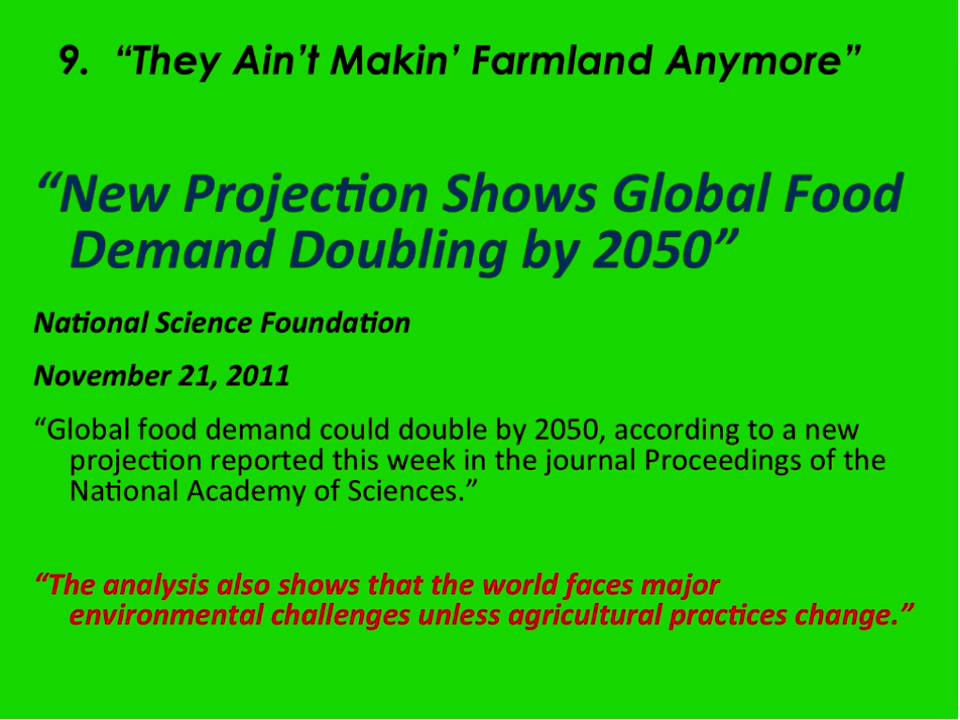 9. “They Ain’t Makin’ Farmland Anymore”
“New Projection Shows Global Food
Demand Doubling by 2050”
National Science Foundation
November 21, 2011
“Global food demand could double by 2050, according to a new
projection reported this week in the journal Proceedings of the
National Academy of Sciences.”
“The analysis also shows that the world faces major
environmental challenges unless agricultural practices change.”